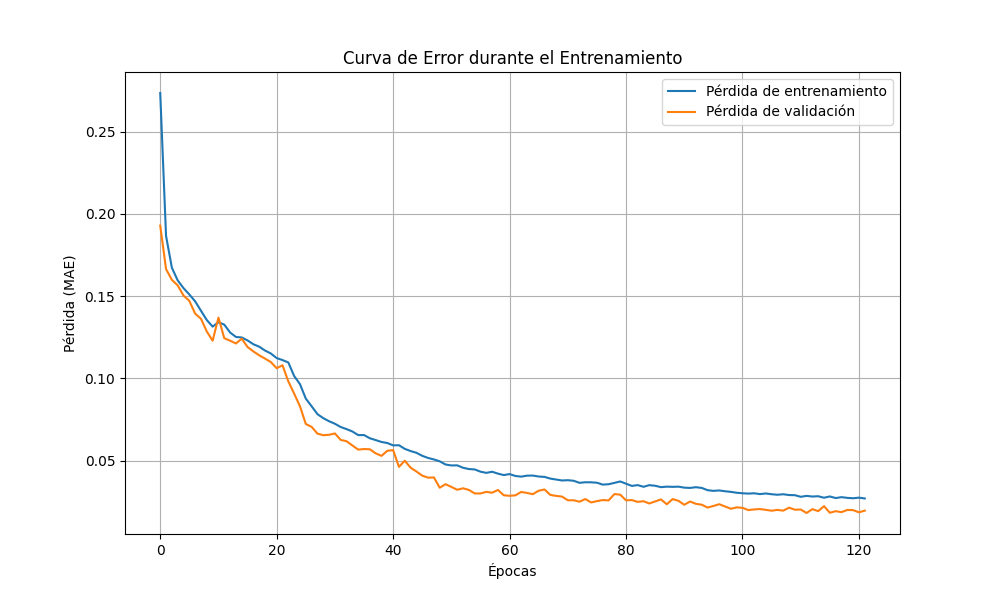 Curva de Error durante el Entrenamiento
Pérdida de entrenamiento
Pérdida de validación
0.25
0.20
0.15
0.10
0.05
Pérdida (MAE)
0 20 40 60 80 100 120
Épocas